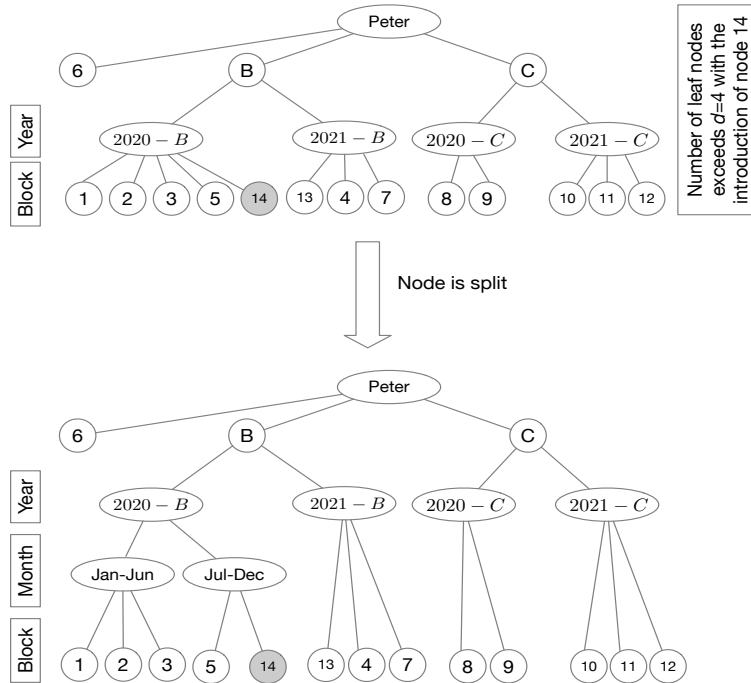 Peter
6
B
C
Year
2020 − B
2021 − B
2020 − C
2021 − C
Block
1
2
3
5
14
13
4
7
8
9
10
11
12
Number of leaf nodes
exceeds d=4 with the
introduction of node 14
Node is split
Peter
6
B
C
Year
2020 − B
2021 − B
2020 − C
2021 − C
Month
Jan-Jun
Jul-Dec
Block
1
2
3
5
14
13
4
7
8
9
10
11
12